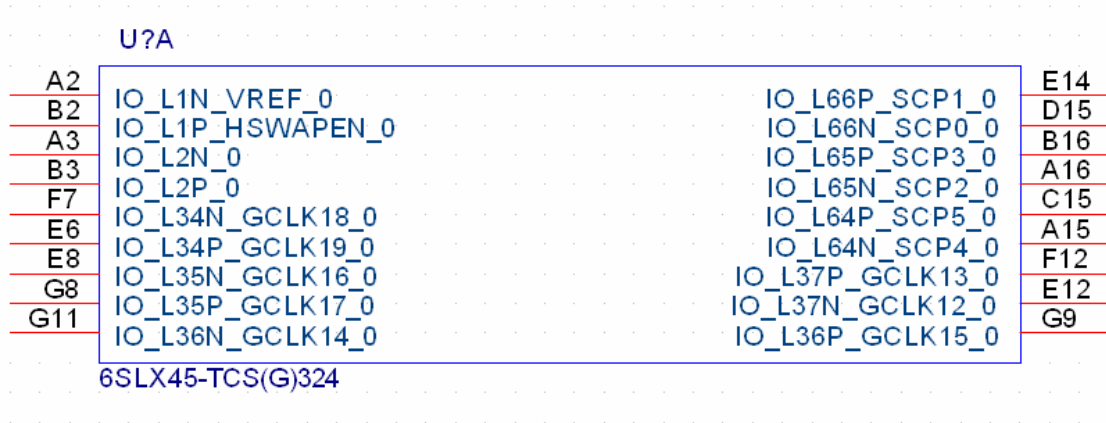 U?A
A2 IO_L1N_VREF_0 IO_L66P_SCP1_0 E14
B2 IO_L1P_HSWAPEN_0 IO_L66N_SCP0_0 D15
A3 IO_L2N_0 IO_L65P_SCP3_0 B16
B3 IO_L2P_0 IO_L65N_SCP2_0 A16
F7 IO_L34N_GCLK18_0 IO_L64P_SCP5_0 C15
E6 IO_L34P_GCLK19_0 IO_L64N_SCP4_0 A15
E8 IO_L35N_GCLK16_0 IO_L37P_GCLK13_0 F12
G8 IO_L35P_GCLK17_0 IO_L37N_GCLK12_0 E12
G11 IO_L36N_GCLK14_0 IO_L36P_GCLK15_0 G9
6SLX45-TCS(G)324